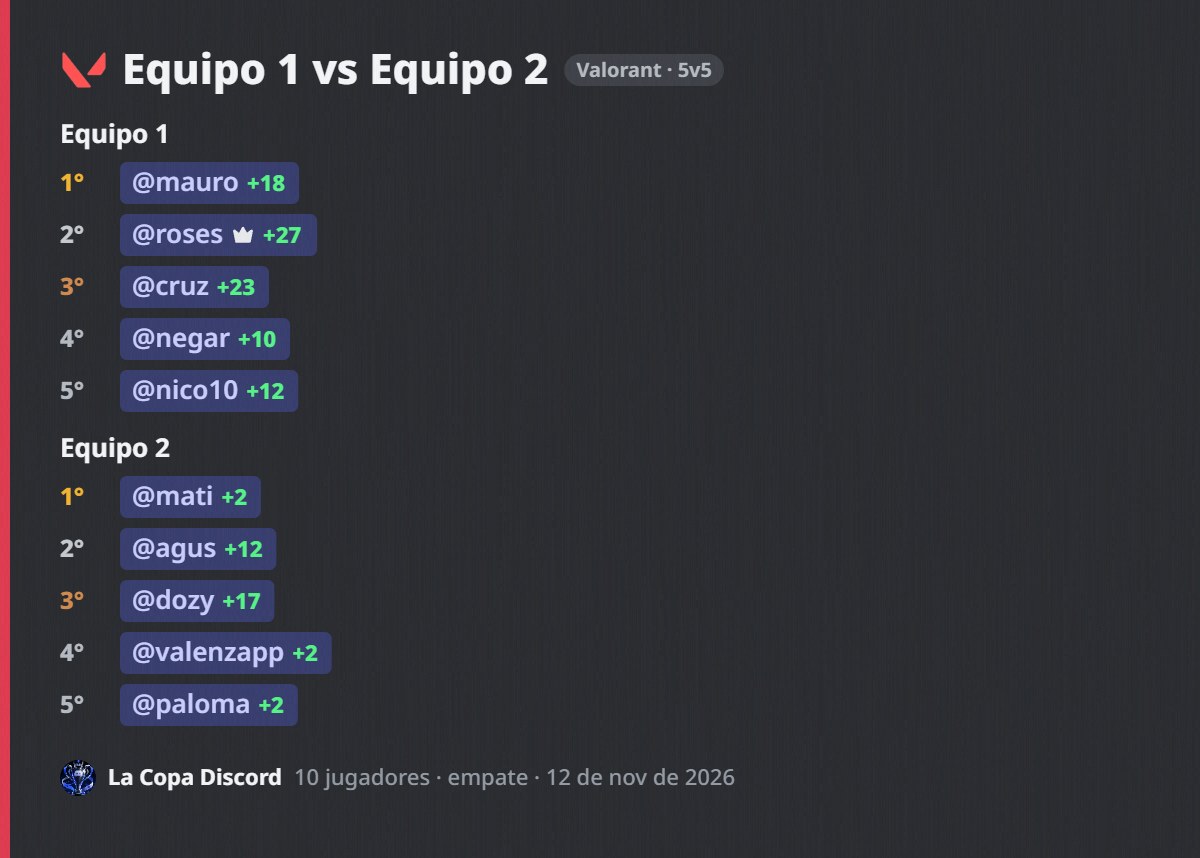 Equipo 1 vs Equipo 2 Valorant · 5v5
Equipo 1
1° @mauro +18
2° @roses +27
3° @cruz +23
4° @negar +10
5° @nico10 +12
Equipo 2
1° @mati +2
2° @agus +12
3° @dozy +17
4° @valenzapp +2
5° @paloma +2
La Copa Discord 10 jugadores · empate · 12 de nov de 2026